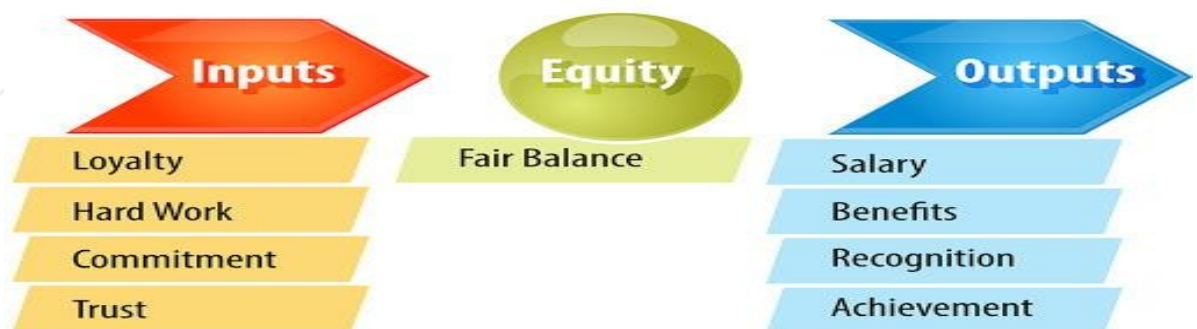 Inputs
Loyalty
Hard Work
Commitment
Trust
Equity
Fair Balance
Outputs
Salary
Benefits
Recognition
Achievement